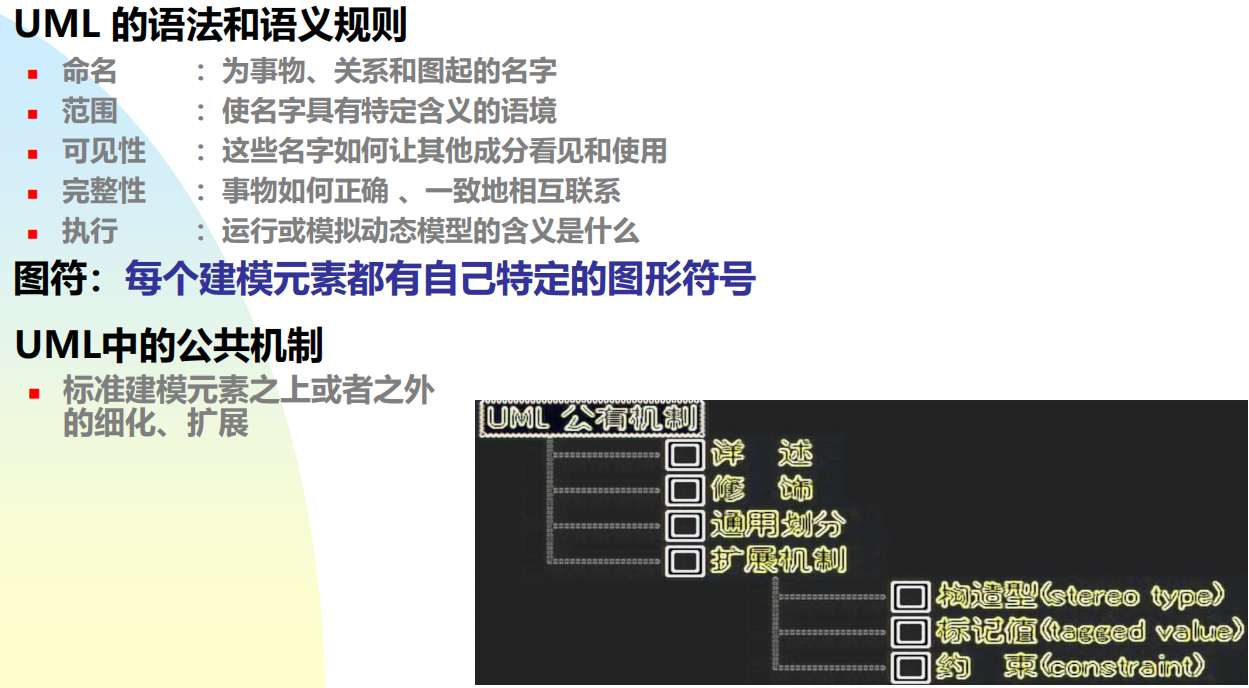 UML 的语法和语义规则
命名 ：为事物、关系和图起的名字
范围 ：使名字具有特定含义的语境
可见性 ：这些名字如何让其他成分看见和使用
完整性 ：事物如何正确 、一致地相互联系
执行 ：运行或模拟动态模型的含义是什么
图符：每个建模元素都有自己特定的图形符号
UML中的公共机制
标准建模元素之上或者之外
的细化、扩展
UML 公有机制
详 述
修 饰
通用划分
扩展机制
构造型(stereo type)
标记值(tagged value)
约 束(constraint)